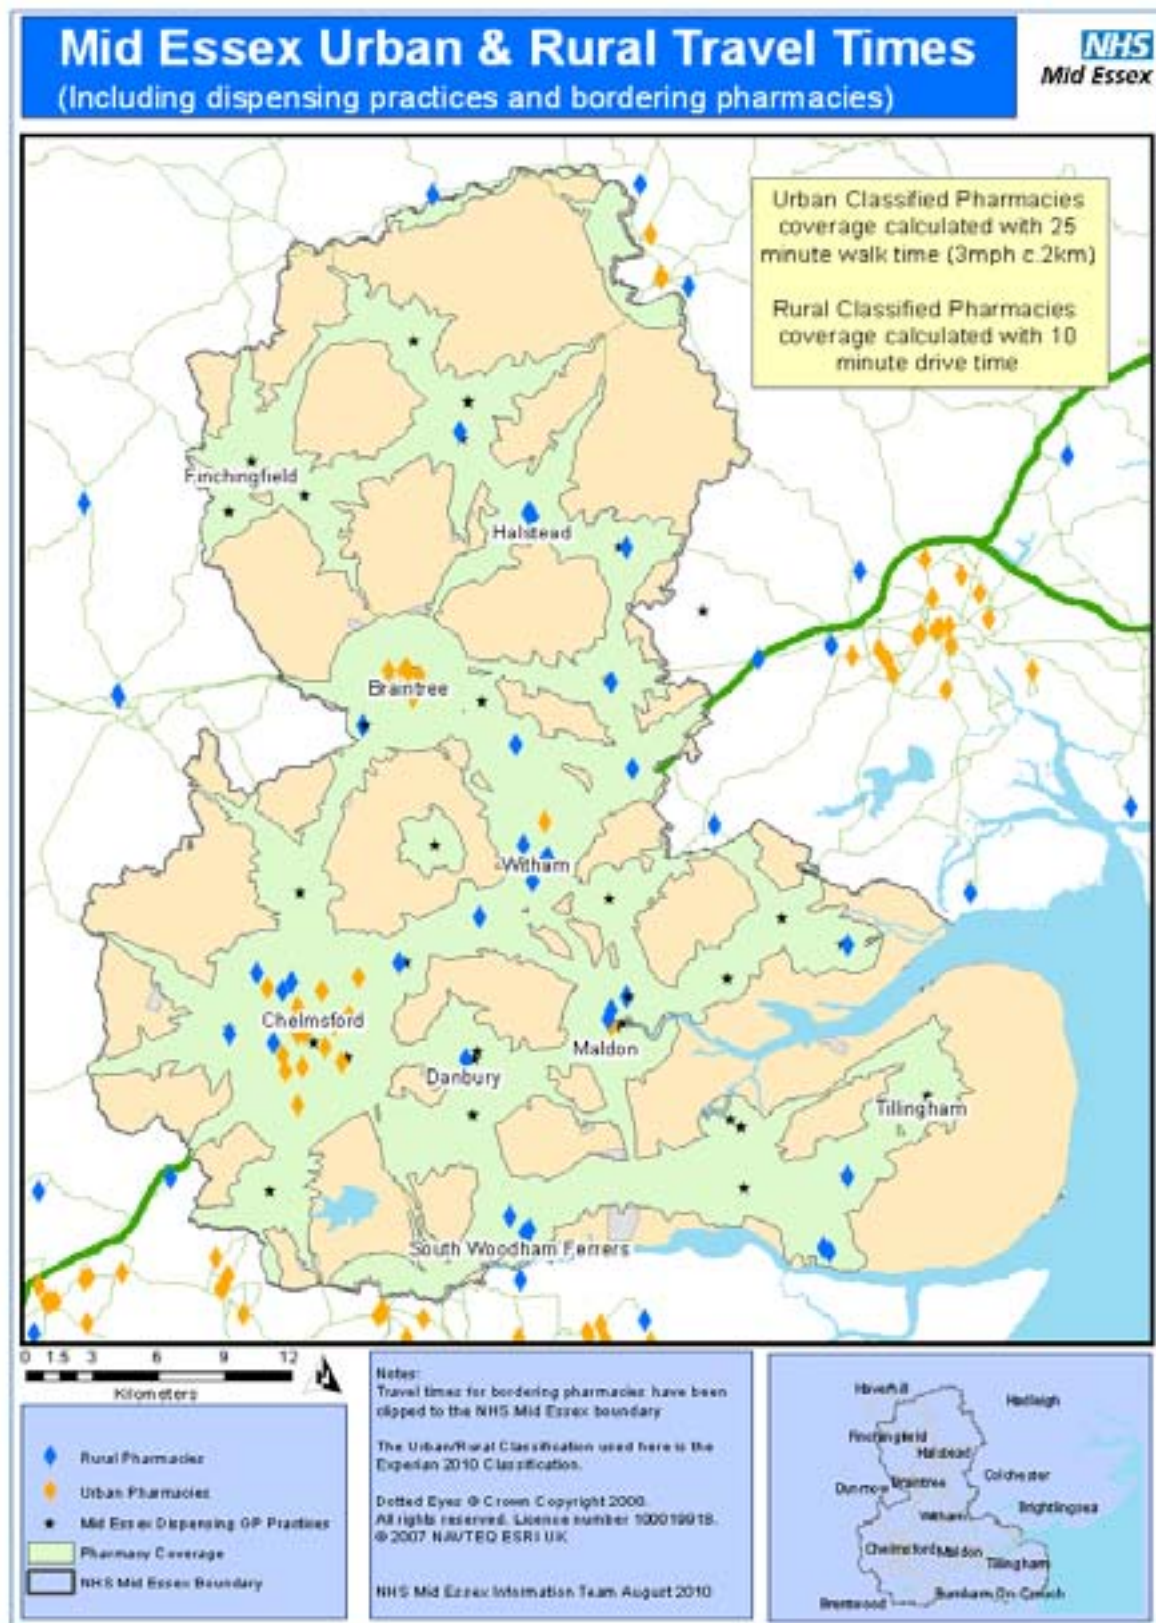 Mid Essex Urban & Rural Travel Times
(Including dispensing practices and bordering pharmacies)
NHS
Mid Essex
Urban Classified Pharmacies
coverage calculated with 25
minute walk time (3mph c.2km)
Rural Classified Pharmacies
coverage calculated with 10
minute drive time
Finchingfield
Halstead
Braintree
Witham
Chelmsford
Maldon
Danbury
Tillingham
South Woodham Ferrers
0 1.5 3 6 9 12
Kilometers
Rural Pharmacies
Urban Pharmacies
Mid Essex Dispensing GP Practices
Pharmacy Coverage
NHS Mid Essex Boundary
Notes:
Travel times for bordering pharmacies have been
clipped to the NHS Mid Essex boundary
The Urban/Rural Classification used here is the
Experian 2010 Classification.
Dotted Eyes © Crown Copyright 2008.
All rights reserved. Licence number 100019918.
© 2007 NAVTEQ ESRI UK
NHS Mid Essex Information Team August 2010
Haverhill
Hadleigh
Finchingfield
Halstead
Colchester
Dunmow
Braintree
Brightlingsea
Witham
Chelmsford
Maldon
Tillingham
Burnham-On-Crouch
Brentwood